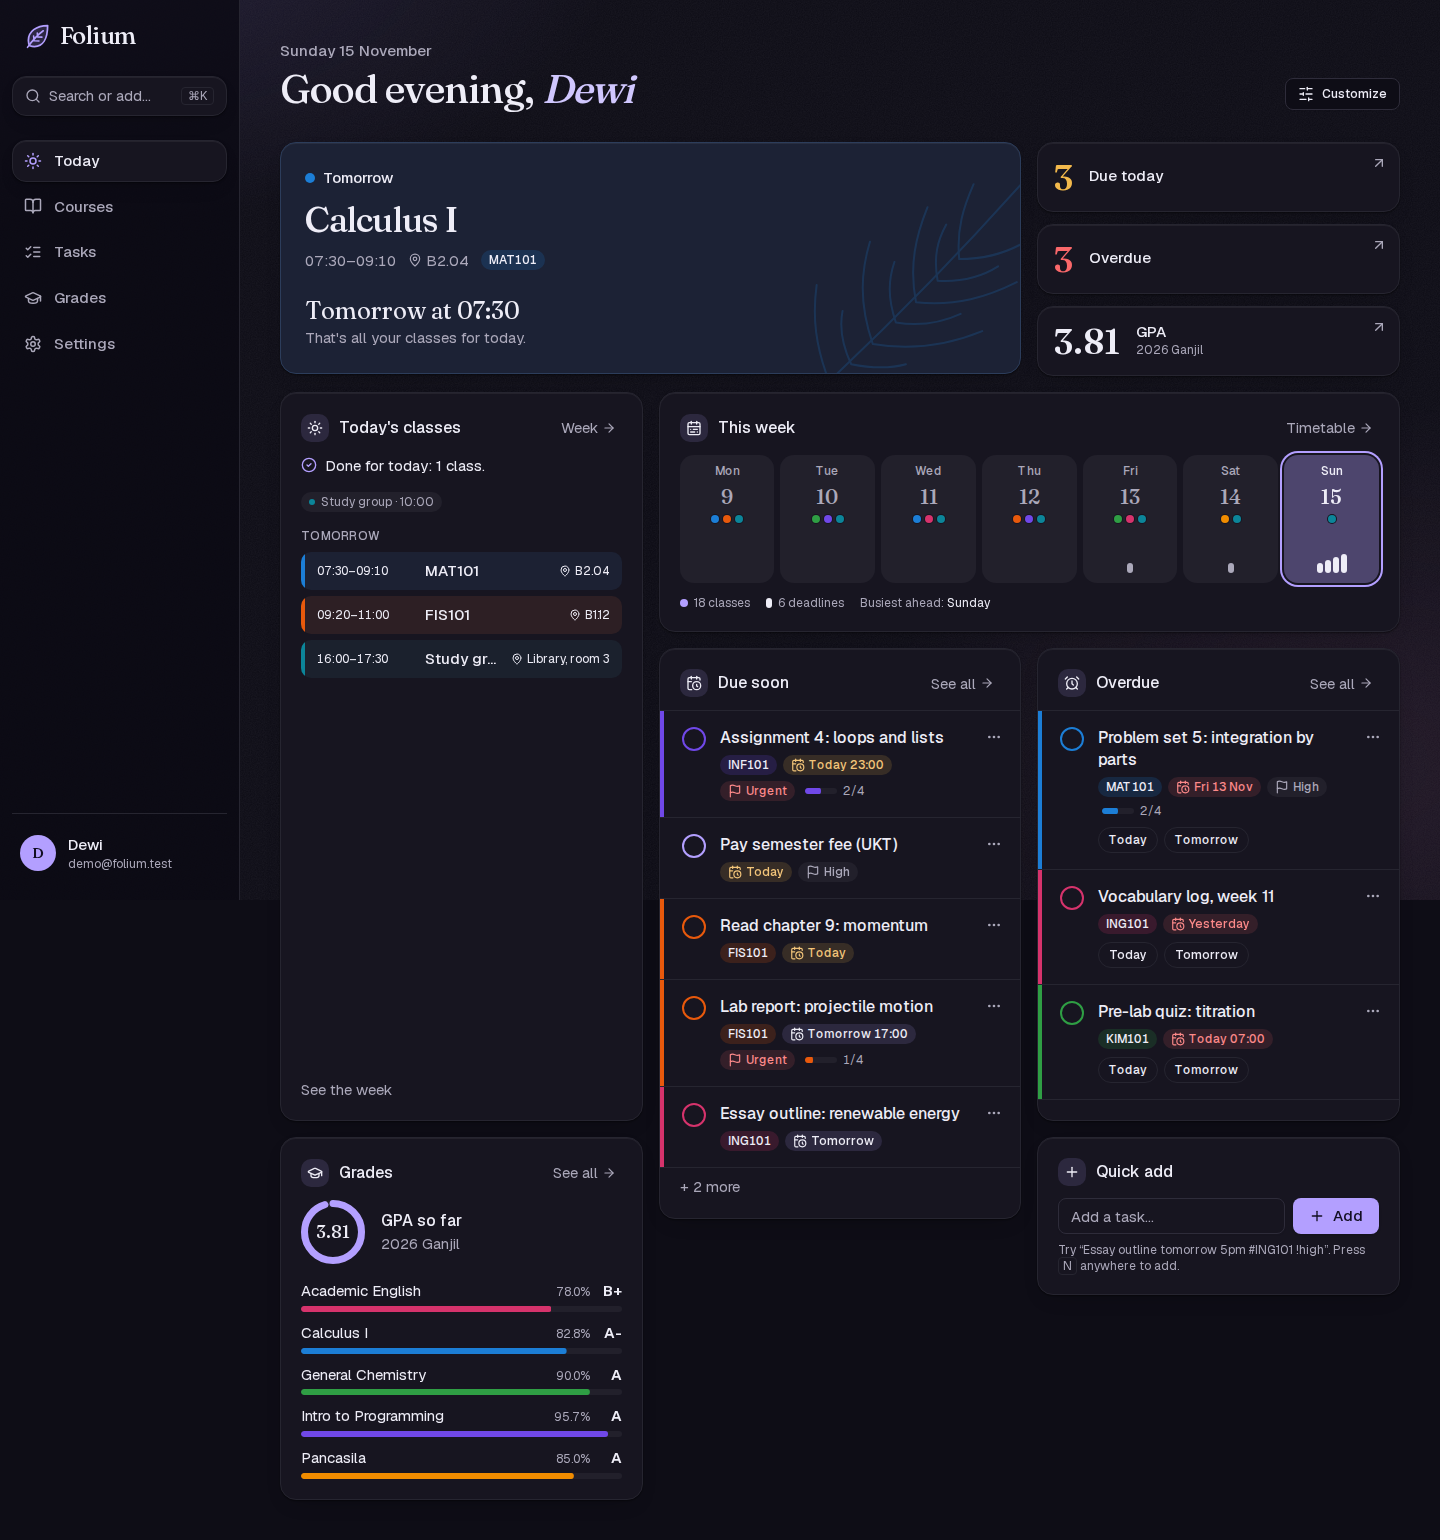 Folium
Search or add...
⌘K
Today
Courses
Tasks
Grades
Settings
D
Dewi
demo@folium.test
Sunday 15 November
Good evening, Dewi
Customize
Tomorrow
Calculus I
07:30–09:10 B2.04 MAT101
Tomorrow at 07:30
That's all your classes for today.
3 Due today
3 Overdue
3.81 GPA
2026 Ganjil
Today's classes
Week →
Done for today: 1 class.
Study group · 10:00
TOMORROW
07:30–09:10 MAT101 B2.04
09:20–11:00 FIS101 B1.12
16:00–17:30 Study gr... Library, room 3
See the week
This week
Timetable →
Mon Tue Wed Thu Fri Sat Sun
9 10 11 12 13 14 15
18 classes 6 deadlines Busiest ahead: Sunday
Due soon
See all →
Assignment 4: loops and lists
INF101 Today 23:00
Urgent 2/4
Pay semester fee (UKT)
Today High
Read chapter 9: momentum
FIS101 Today
Lab report: projectile motion
FIS101 Tomorrow 17:00
Urgent 1/4
Essay outline: renewable energy
ING101 Tomorrow
+ 2 more
Overdue
See all →
Problem set 5: integration by
parts
MAT101 Fri 13 Nov High
2/4
Today Tomorrow
Vocabulary log, week 11
ING101 Yesterday
Today Tomorrow
Pre-lab quiz: titration
KIM101 Today 07:00
Today Tomorrow
Grades
See all →
3.81
GPA so far
2026 Ganjil
Academic English 78.0% B+
Calculus I 82.8% A-
General Chemistry 90.0% A
Intro to Programming 95.7% A
Pancasila 85.0% A
Quick add
Add a task...
+ Add
Try “Essay outline tomorrow 5pm #ING101 !high”. Press
N anywhere to add.